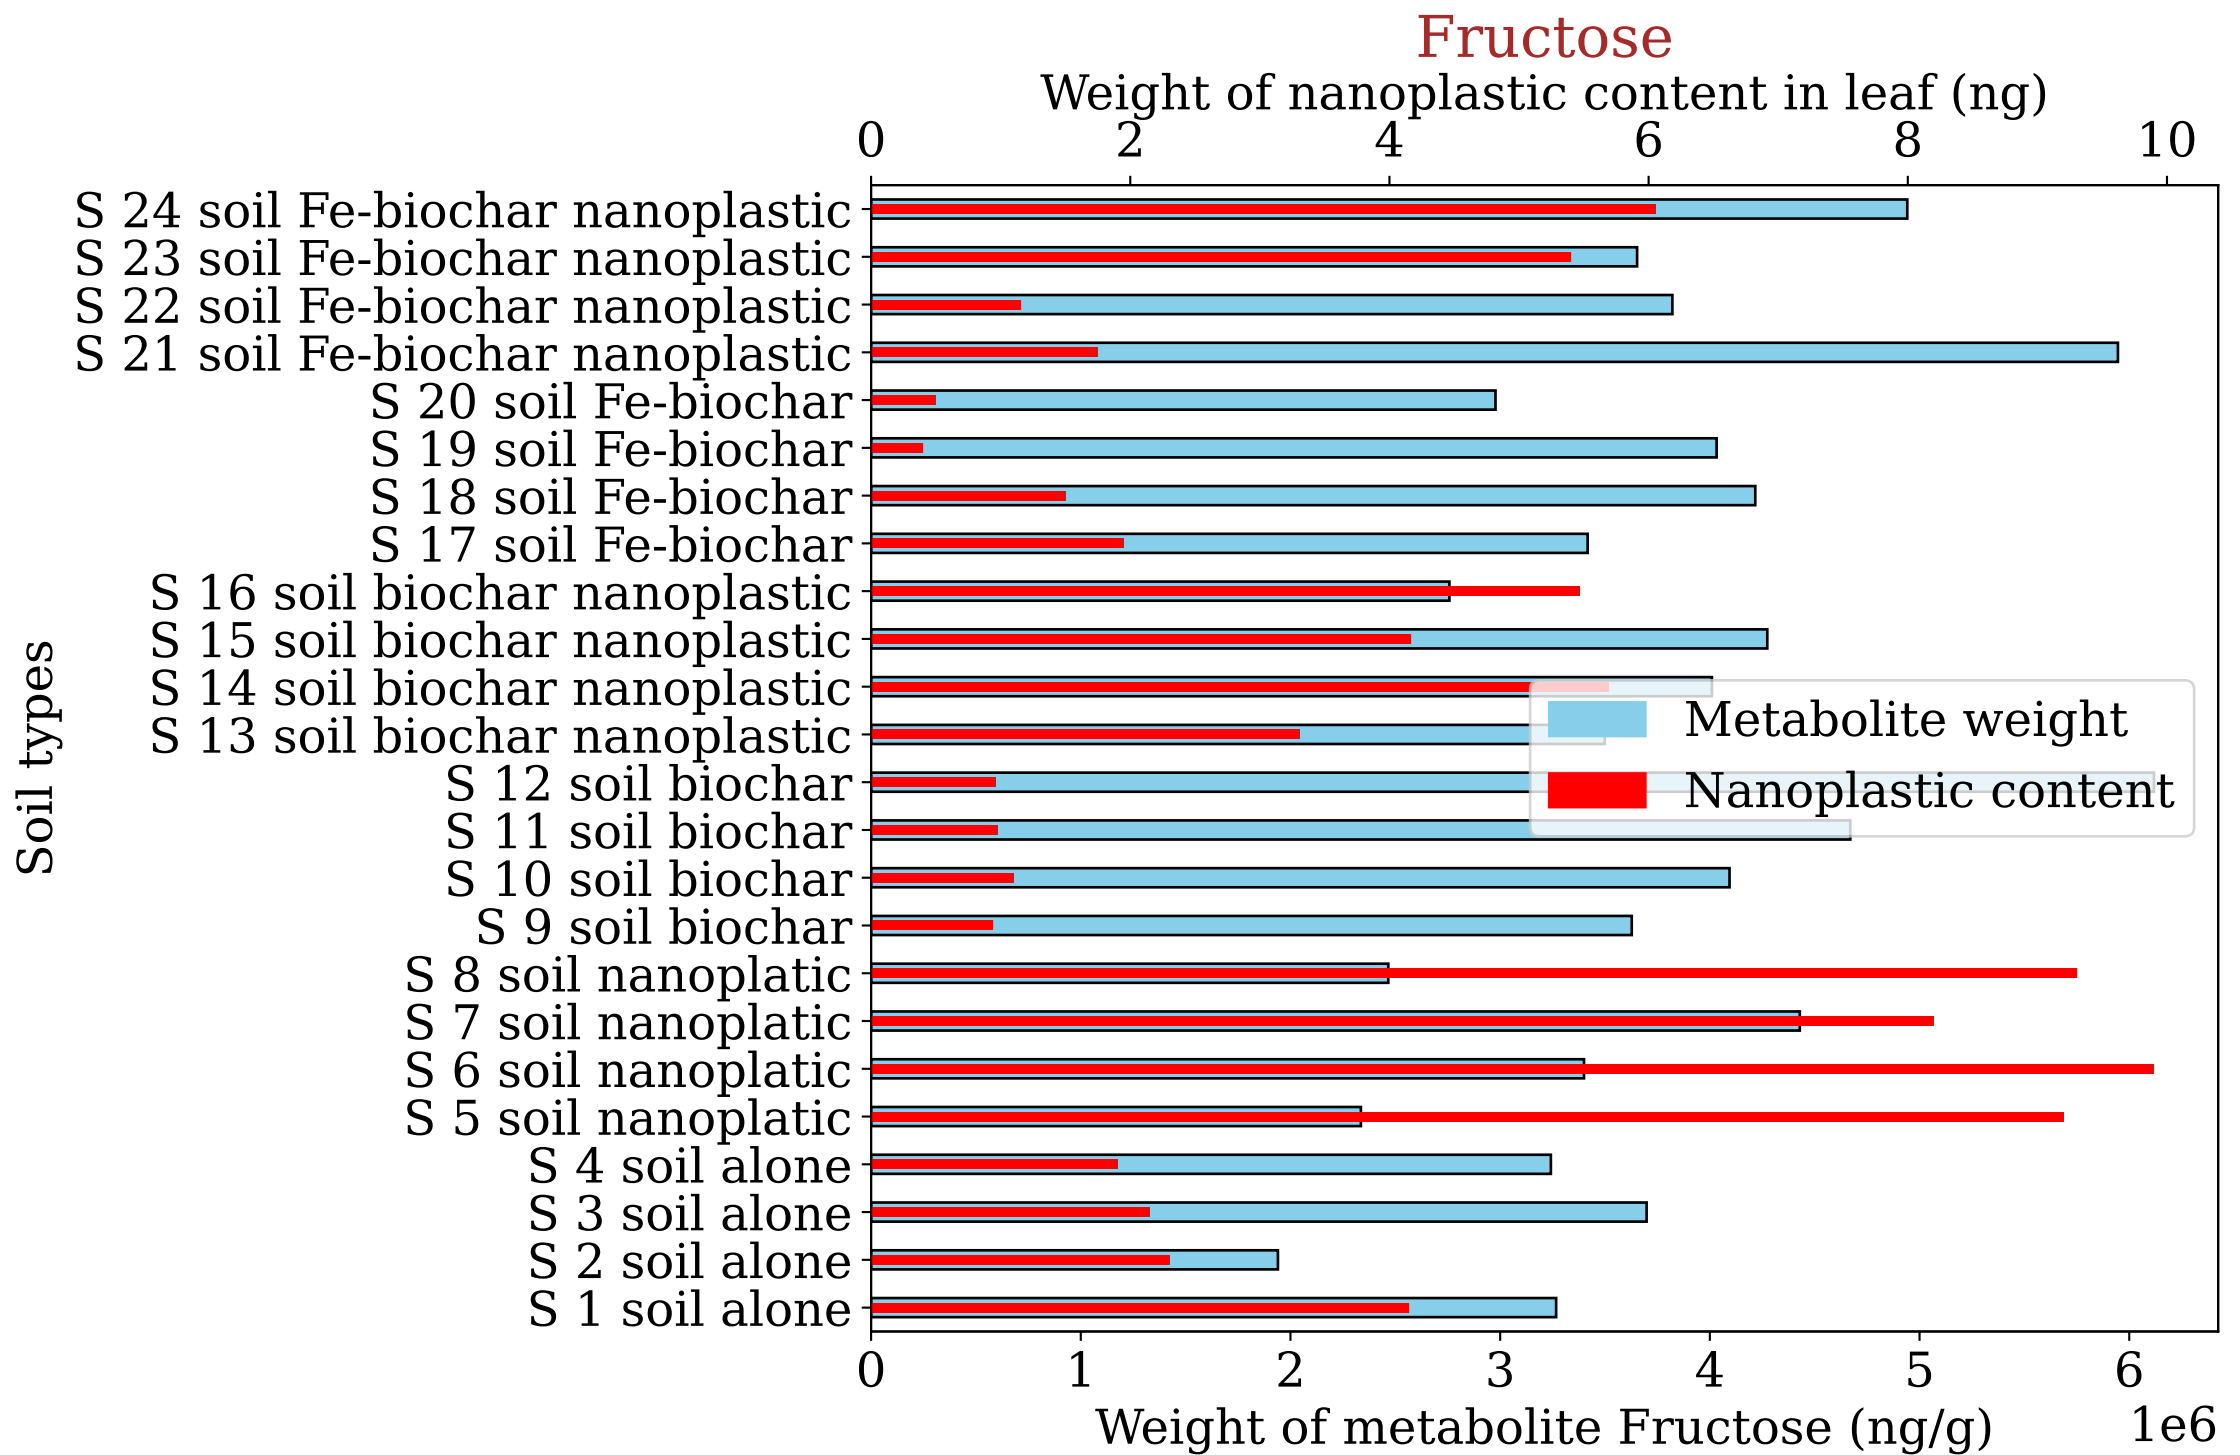 Fructose
Weight of nanoplastic content in leaf (ng)
0 2 4 6 8 10
S 24 soil Fe-biochar nanoplastic
S 23 soil Fe-biochar nanoplastic
S 22 soil Fe-biochar nanoplastic
S 21 soil Fe-biochar nanoplastic
S 20 soil Fe-biochar
S 19 soil Fe-biochar
S 18 soil Fe-biochar
S 17 soil Fe-biochar
S 16 soil biochar nanoplastic
S 15 soil biochar nanoplastic
S 14 soil biochar nanoplastic
S 13 soil biochar nanoplastic
S 12 soil biochar
S 11 soil biochar
S 10 soil biochar
S 9 soil biochar
S 8 soil nanoplatic
S 7 soil nanoplatic
S 6 soil nanoplatic
S 5 soil nanoplatic
S 4 soil alone
S 3 soil alone
S 2 soil alone
S 1 soil alone
Soil types
Metabolite weight
Nanoplastic content
0 1 2 3 4 5 6
Weight of metabolite Fructose (ng/g)
1e6